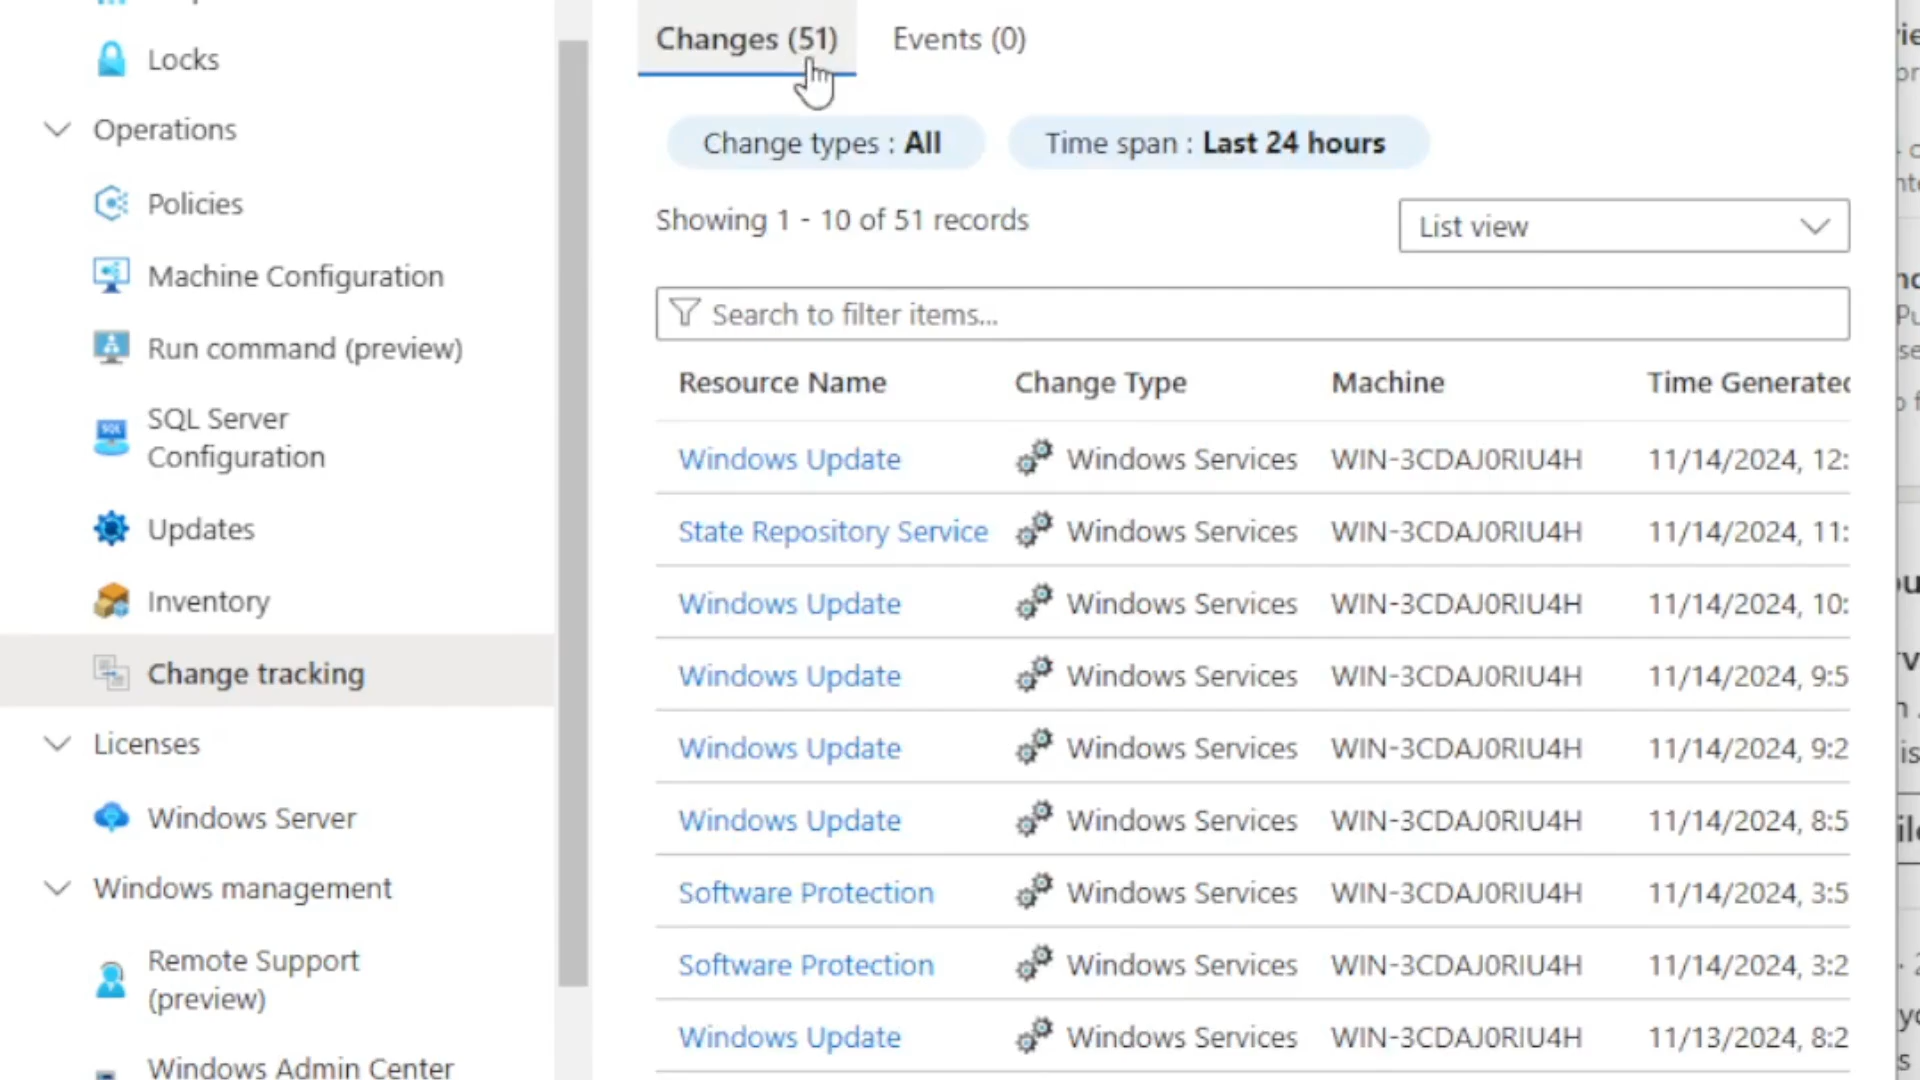 Locks
Operations
Policies
Machine Configuration
Run command (preview)
SQL Server
Configuration
Updates
Inventory
Change tracking
Licenses
Windows Server
Windows management
Remote Support
(preview)
Windows Admin Center
Changes (51)
Events (0)
Change types : All
Time span : Last 24 hours
Showing 1 - 10 of 51 records
List view
Search to filter items...
Resource Name Change Type Machine Time Generated
Windows Update Windows Services WIN-3CDAJ0RIU4H 11/14/2024, 12:
State Repository Service Windows Services WIN-3CDAJ0RIU4H 11/14/2024, 11:
Windows Update Windows Services WIN-3CDAJ0RIU4H 11/14/2024, 10:
Windows Update Windows Services WIN-3CDAJ0RIU4H 11/14/2024, 9:5
Windows Update Windows Services WIN-3CDAJ0RIU4H 11/14/2024, 9:2
Windows Update Windows Services WIN-3CDAJ0RIU4H 11/14/2024, 8:5
Software Protection Windows Services WIN-3CDAJ0RIU4H 11/14/2024, 3:5
Software Protection Windows Services WIN-3CDAJ0RIU4H 11/14/2024, 3:2
Windows Update Windows Services WIN-3CDAJ0RIU4H 11/13/2024, 8:2